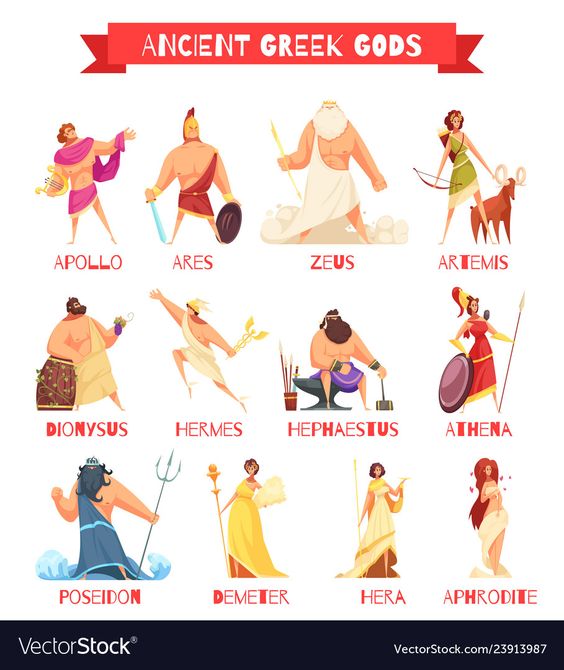 ANCIENT GREEK GODS
APOLLO ARES ZEUS ARTEMIS
DIONYSUS HERMES HEPHAESTUS ATHENA
POSEIDON DEMETER HERA APHRODITE
VectorStock® VectorStock.com/23913987